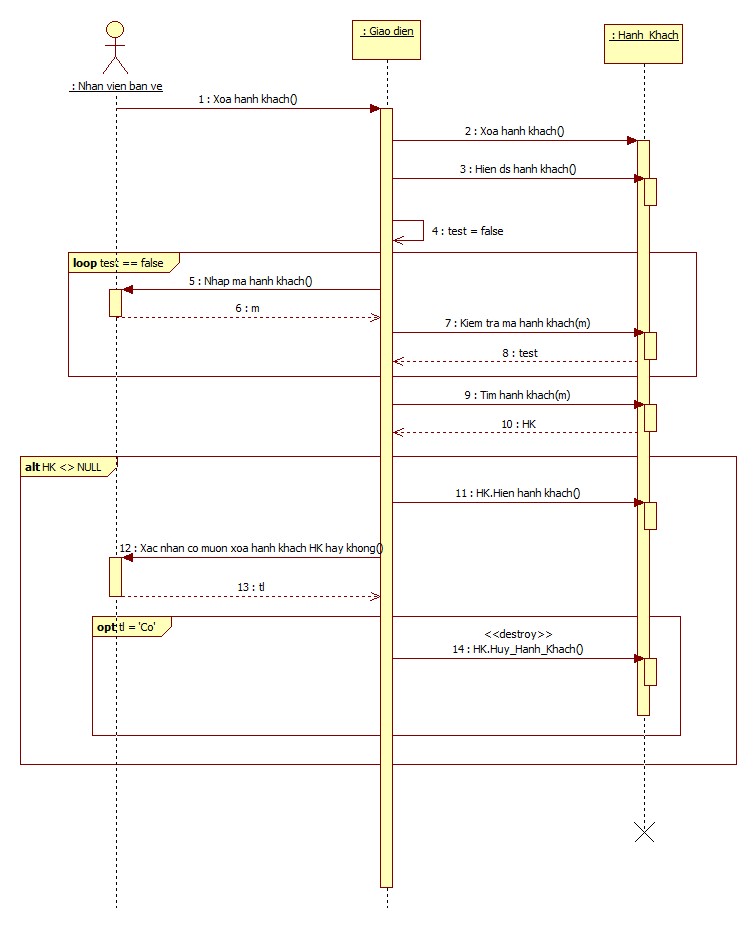 : Giao dien
: Hanh_Khach
: Nhan vien ban ve
1 : Xoa hanh khach()
2 : Xoa hanh khach()
3 : Hien ds hanh khach()
4 : test = false
loop test == false
5 : Nhap ma hanh khach()
6 : m
7 : Kiem tra ma hanh khach(m)
8 : test
9 : Tim hanh khach(m)
10 : HK
alt HK <> NULL
11 : HK.Hien hanh khach()
12 : Xac nhan co muon xoa hanh khach HK hay khong()
13 : tl
opt tl = 'Co'
<<destroy>>
14 : HK.Huy_Hanh_Khach()